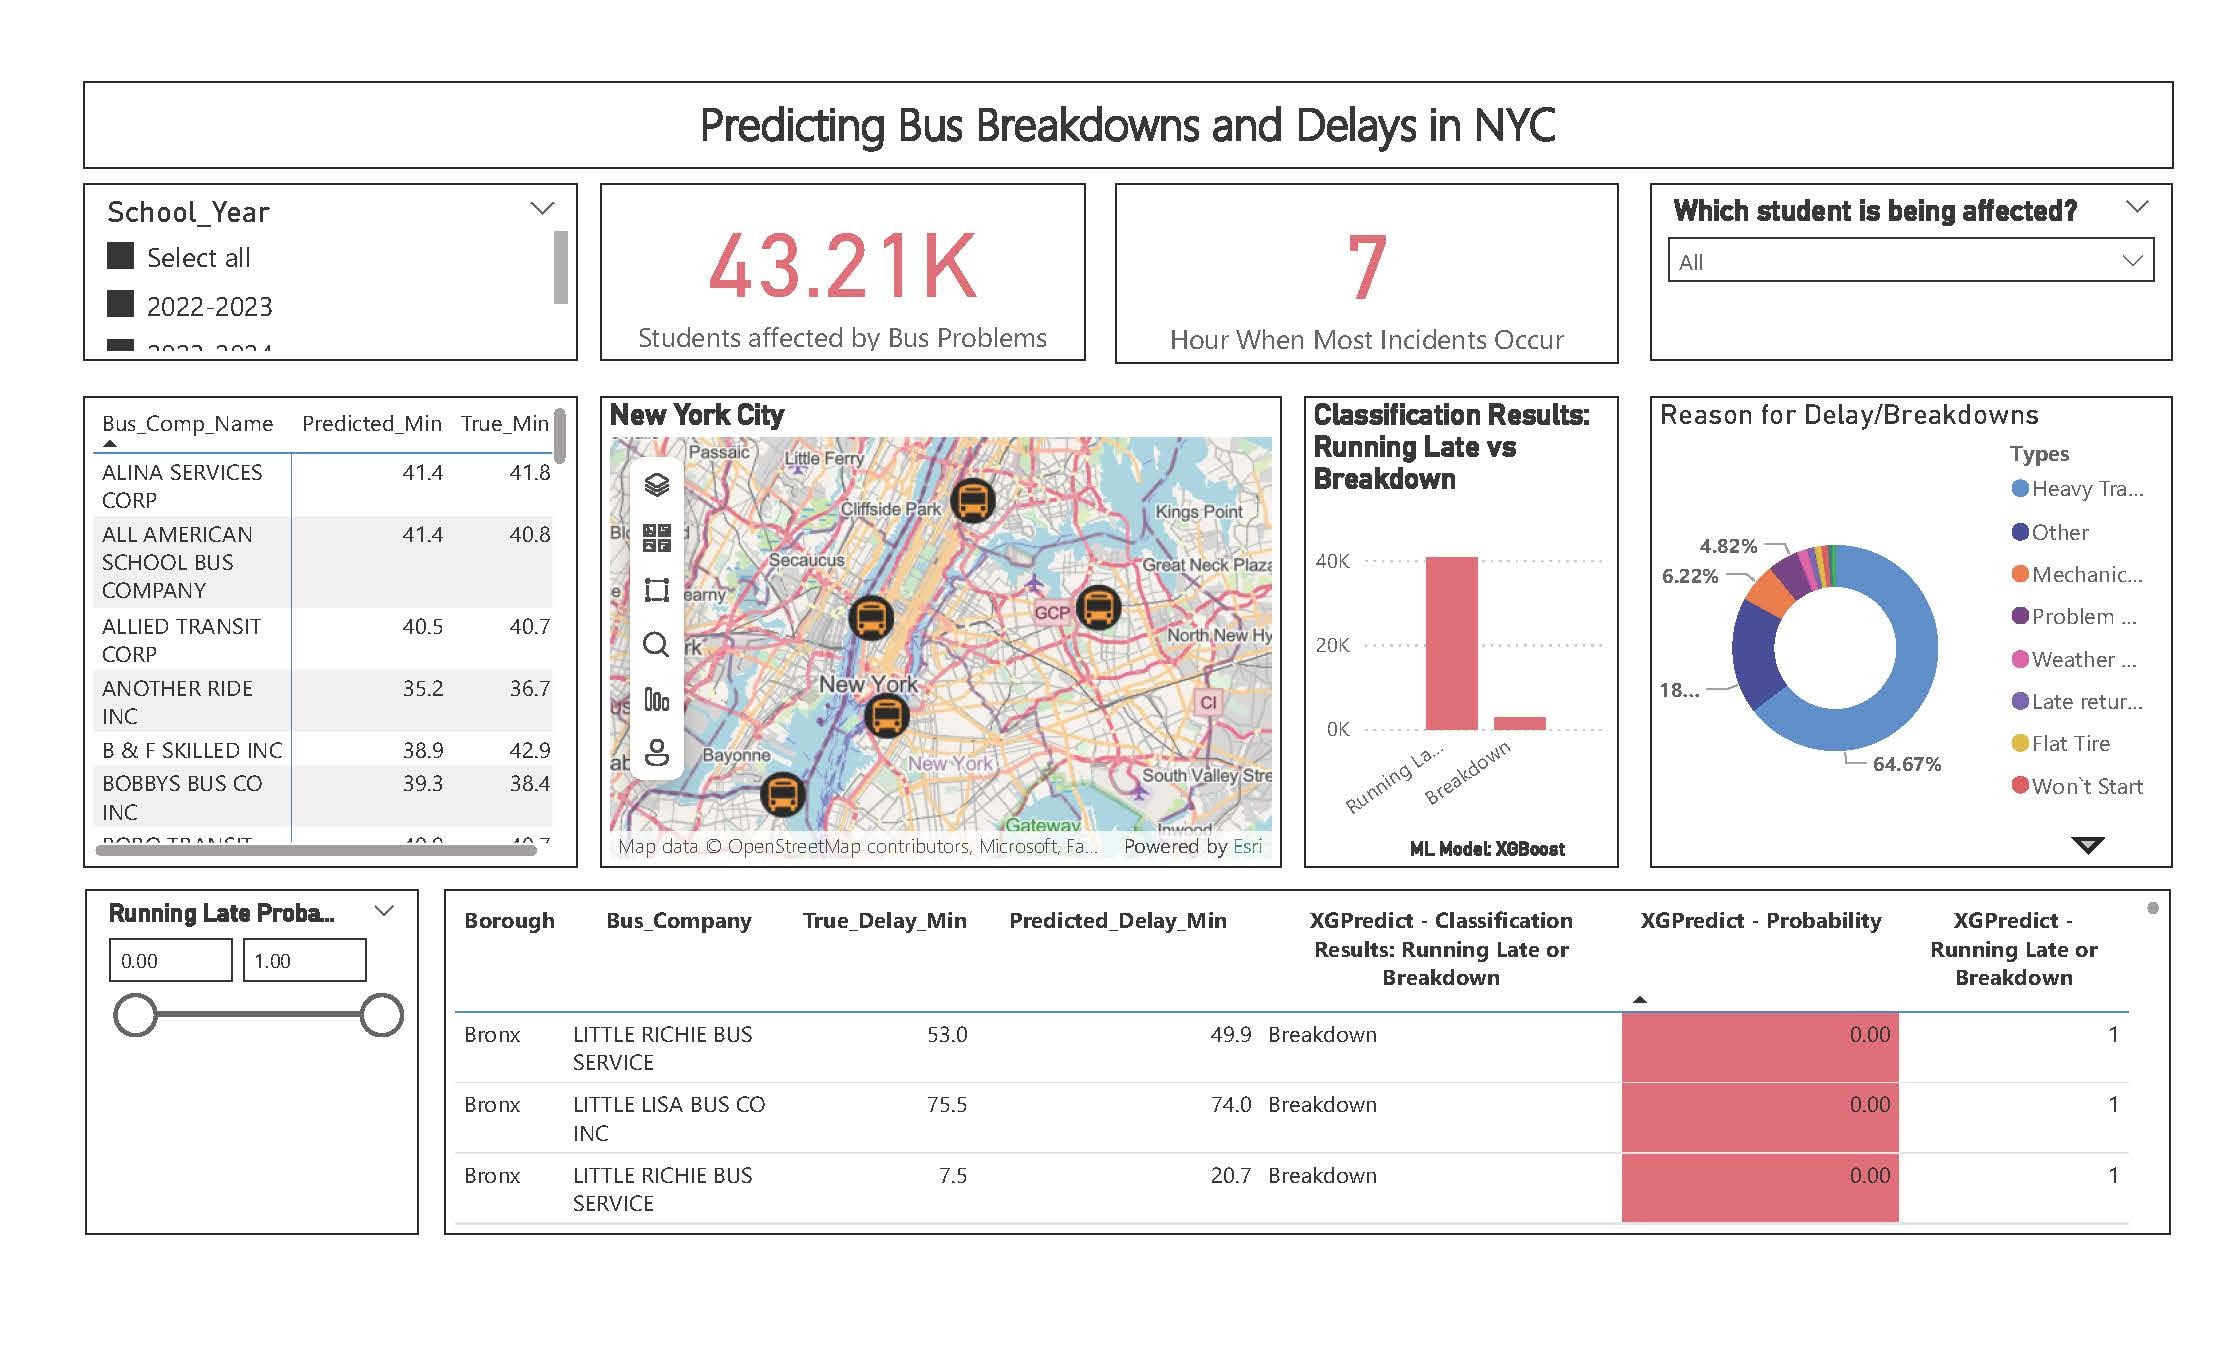 Predicting Bus Breakdowns and Delays in NYC
School_Year
Select all
2022-2023
2023-2024
43.21K
Students affected by Bus Problems
7
Hour When Most Incidents Occur
Which student is being affected?
All
Bus_Comp_Name Predicted_Min True_Min
ALINA SERVICES 41.4 41.8
CORP
ALL AMERICAN 41.4 40.8
SCHOOL BUS
COMPANY
ALLIED TRANSIT 40.5 40.7
CORP
ANOTHER RIDE 35.2 36.7
INC
B & F SKILLED INC 38.9 42.9
BOBBYS BUS CO 39.3 38.4
INC
New York City
Passaic
Little Ferry
Cliffside Park
Kings Point
Secaucus
Great Neck Plaza
earny
GCP
North New Hy
rk
New York
CI
Bayonne
New York
South Valley Stre
Gateway
Inwood
Map data © OpenStreetMap contributors, Microsoft, Fa... Powered by Esri
Classification Results:
Running Late vs
Breakdown
40K
20K
0K
Running La...
Breakdown
ML Model: XGBoost
Reason for Delay/Breakdowns
Types
Heavy Tra...
Other
Mechanic...
Problem ...
Weather ...
Late retur...
Flat Tire
Won`t Start
4.82%
6.22%
18...
64.67%
Running Late Proba...
0.00 1.00
Borough Bus_Company True_Delay_Min Predicted_Delay_Min XGPredict - Classification XGPredict - Probability XGPredict -
Results: Running Late or Running Late or
Breakdown Breakdown
Bronx LITTLE RICHIE BUS 53.0 49.9 Breakdown 0.00 1
SERVICE
Bronx LITTLE LISA BUS CO 75.5 74.0 Breakdown 0.00 1
INC
Bronx LITTLE RICHIE BUS 7.5 20.7 Breakdown 0.00 1
SERVICE